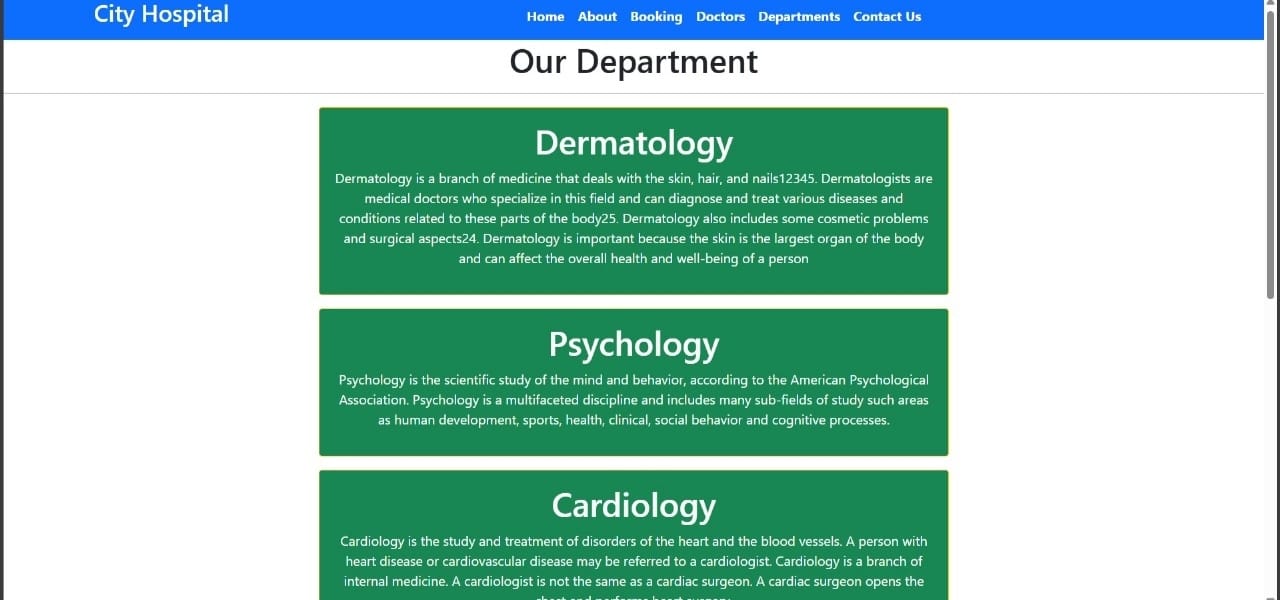 City Hospital
Home About Booking Doctors Departments Contact Us
Our Department
Dermatology
Dermatology is a branch of medicine that deals with the skin, hair, and nails12345. Dermatologists are
medical doctors who specialize in this field and can diagnose and treat various diseases and
conditions related to these parts of the body25. Dermatology also includes some cosmetic problems
and surgical aspects24. Dermatology is important because the skin is the largest organ of the body
and can affect the overall health and well-being of a person
Psychology
Psychology is the scientific study of the mind and behavior, according to the American Psychological
Association. Psychology is a multifaceted discipline and includes many sub-fields of study such areas
as human development, sports, health, clinical, social behavior and cognitive processes.
Cardiology
Cardiology is the study and treatment of disorders of the heart and the blood vessels. A person with
heart disease or cardiovascular disease may be referred to a cardiologist. Cardiology is a branch of
internal medicine. A cardiologist is not the same as a cardiac surgeon. A cardiac surgeon opens the
chest and performs heart surgery